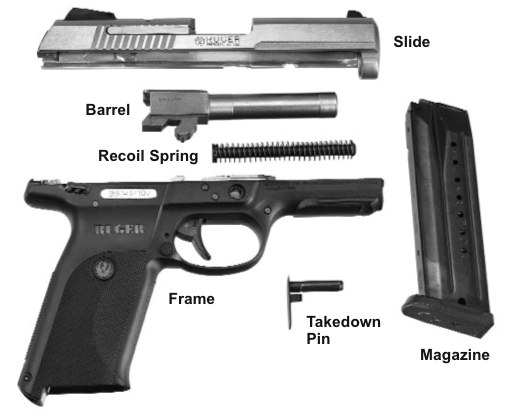 RUGER
Slide
Barrel
Recoil Spring
RUGER
Frame
Takedown
Pin
Magazine